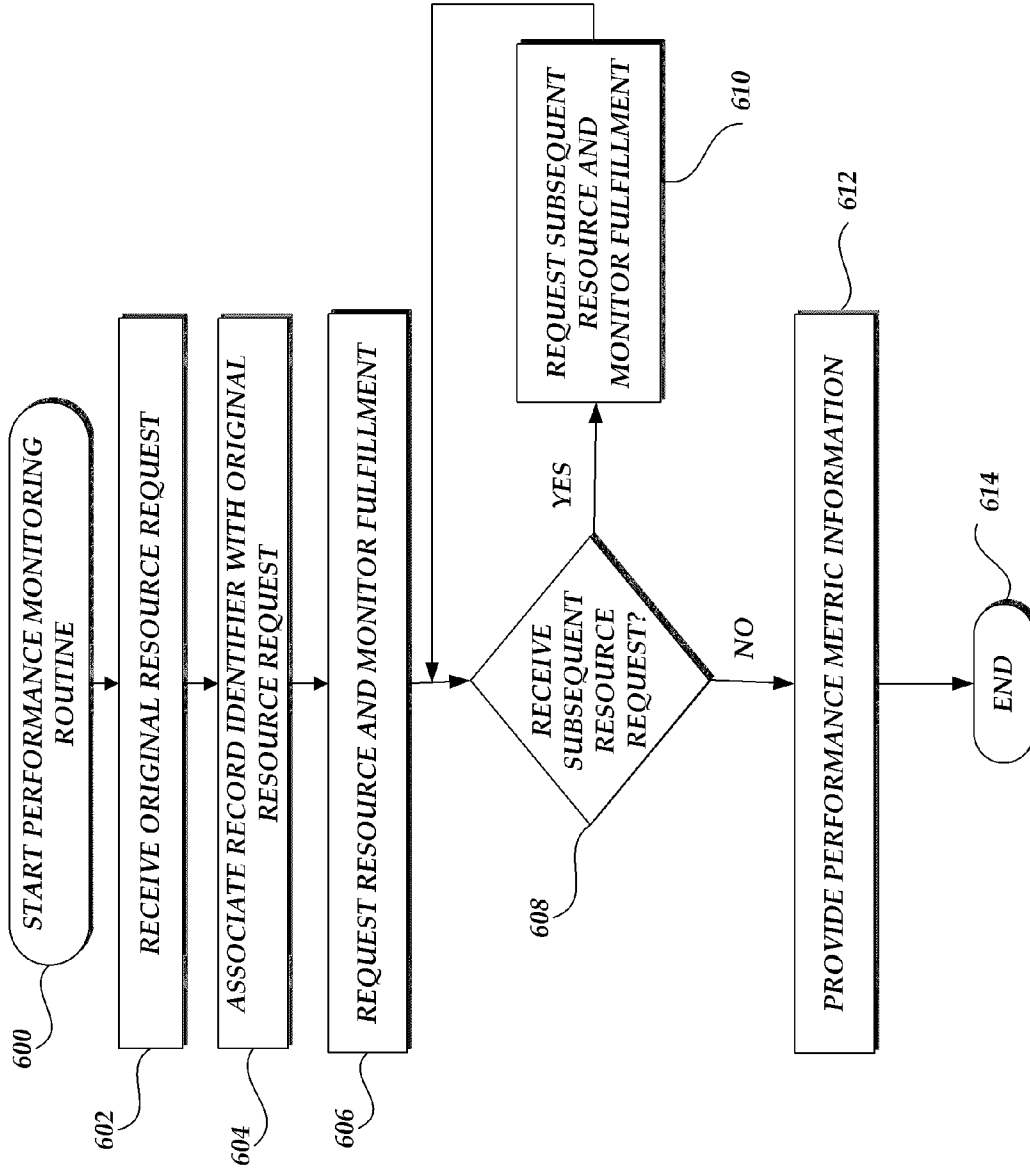 START PERFORMANCE MONITORING
ROUTINE
600
RECEIVE ORIGINAL RESOURCE REQUEST
602
ASSOCIATE RECORD IDENTIFIER WITH ORIGINAL
RESOURCE REQUEST
604
REQUEST RESOURCE AND MONITOR FULFILLMENT
606
RECEIVE
SUBSEQUENT
RESOURCE
REQUEST?
608
YES
REQUEST SUBSEQUENT
RESOURCE AND
MONITOR FULFILLMENT
610
NO
PROVIDE PERFORMANCE METRIC INFORMATION
612
END
614